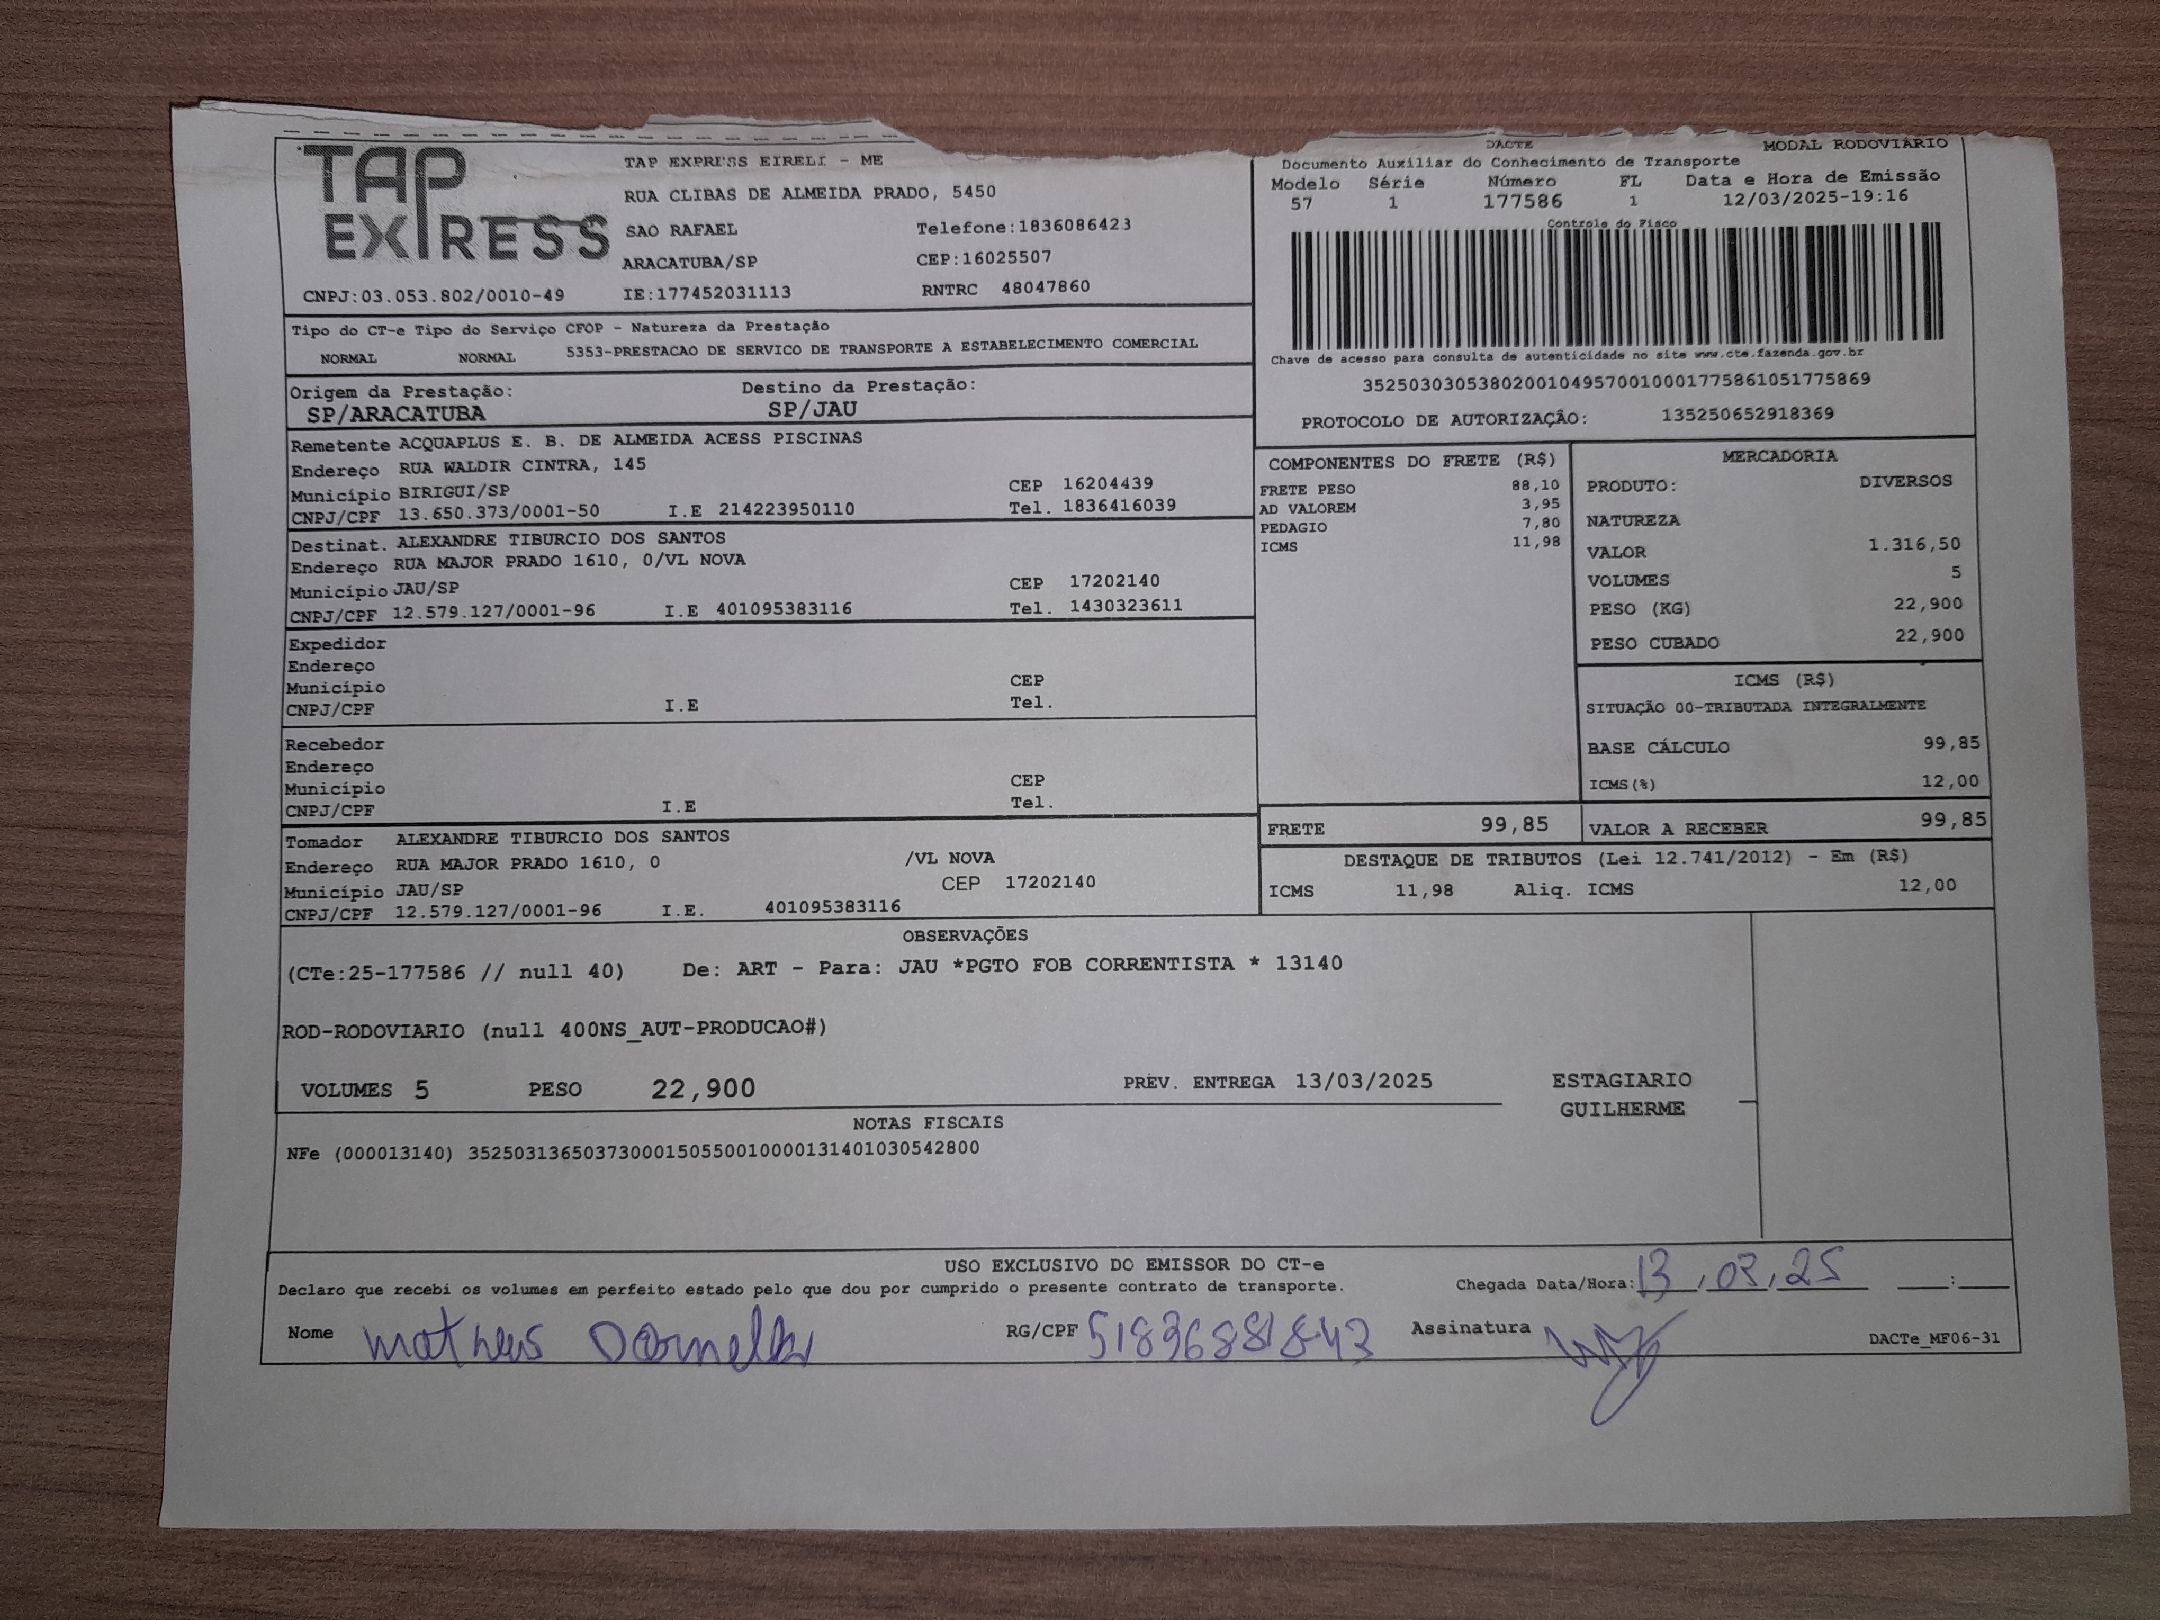 TAP EXPRESS
TAP EXPRESS EIRELI - ME
RUA CLIBAS DE ALMEIDA PRADO, 5450
SAO RAFAEL Telefone:1836086423
ARACATUBA/SP CEP:16025507
CNPJ:03.053.802/0010-49 IE:177452031113 RNTRC 48047860
DACTE MODAL RODOVIÁRIO
Documento Auxiliar do Conhecimento de Transporte
Modelo Série Número FL Data e Hora de Emissão
57 1 177586 1 12/03/2025-19:16
Controle do Fisco
Chave de acesso para consulta de autenticidade no site www.cte.fazenda.gov.br
35250303053802001049570010001775861051775869
PROTOCOLO DE AUTORIZAÇÂO: 135250652918369
Tipo do CT-e Tipo do Serviço CFOP - Natureza da Prestação
NORMAL NORMAL 5353-PRESTACAO DE SERVICO DE TRANSPORTE A ESTABELECIMENTO COMERCIAL
Origem da Prestação: Destino da Prestação:
SP/ARACATUBA SP/JAU
Remetente ACQUAPLUS E. B. DE ALMEIDA ACESS PISCINAS
Endereço RUA WALDIR CINTRA, 145
Município BIRIGUI/SP CEP 16204439
CNPJ/CPF 13.650.373/0001-50 I.E 214223950110 Tel. 1836416039
Destinat. ALEXANDRE TIBURCIO DOS SANTOS
Endereço RUA MAJOR PRADO 1610, 0/VL NOVA
Município JAU/SP CEP 17202140
CNPJ/CPF 12.579.127/0001-96 I.E 401095383116 Tel. 1430323611
Expedidor
Endereço
Município CEP
CNPJ/CPF I.E Tel.
Recebedor
Endereço
Município CEP
CNPJ/CPF I.E Tel.
Tomador ALEXANDRE TIBURCIO DOS SANTOS
Endereço RUA MAJOR PRADO 1610, 0 /VL NOVA
Município JAU/SP CEP 17202140
CNPJ/CPF 12.579.127/0001-96 I.E. 401095383116
COMPONENTES DO FRETE (R$)
FRETE PESO 88,10
AD VALOREM 3,95
PEDAGIO 7,80
ICMS 11,98
MERCADORIA
PRODUTO: DIVERSOS
NATUREZA
VALOR 1.316,50
VOLUMES 5
PESO (KG) 22,900
PESO CUBADO 22,900
ICMS (R$)
SITUAÇÃO 00-TRIBUTADA INTEGRALMENTE
BASE CÁLCULO 99,85
ICMS(%) 12,00
FRETE 99,85 VALOR A RECEBER 99,85
DESTAQUE DE TRIBUTOS (Lei 12.741/2012) - Em (R$)
ICMS 11,98 Aliq. ICMS 12,00
OBSERVAÇÕES
(CTe:25-177586 // null 40) De: ART - Para: JAU *PGTO FOB CORRENTISTA * 13140
ROD-RODOVIARIO (null 400NS_AUT-PRODUCAO#)
VOLUMES 5 PESO 22,900 PREV. ENTREGA 13/03/2025 ESTAGIARIO
GUILHERME
NOTAS FISCAIS
NFe (000013140) 35250313650373000150550010000131401030542800
USO EXCLUSIVO DO EMISSOR DO CT-e
Declaro que recebi os volumes em perfeito estado pelo que dou por cumprido o presente contrato de transporte. Chegada Data/Hora: 13,03,25 __:__
Nome Matheus RG/CPF 51836881843 Assinatura
DACTe_MF06-31